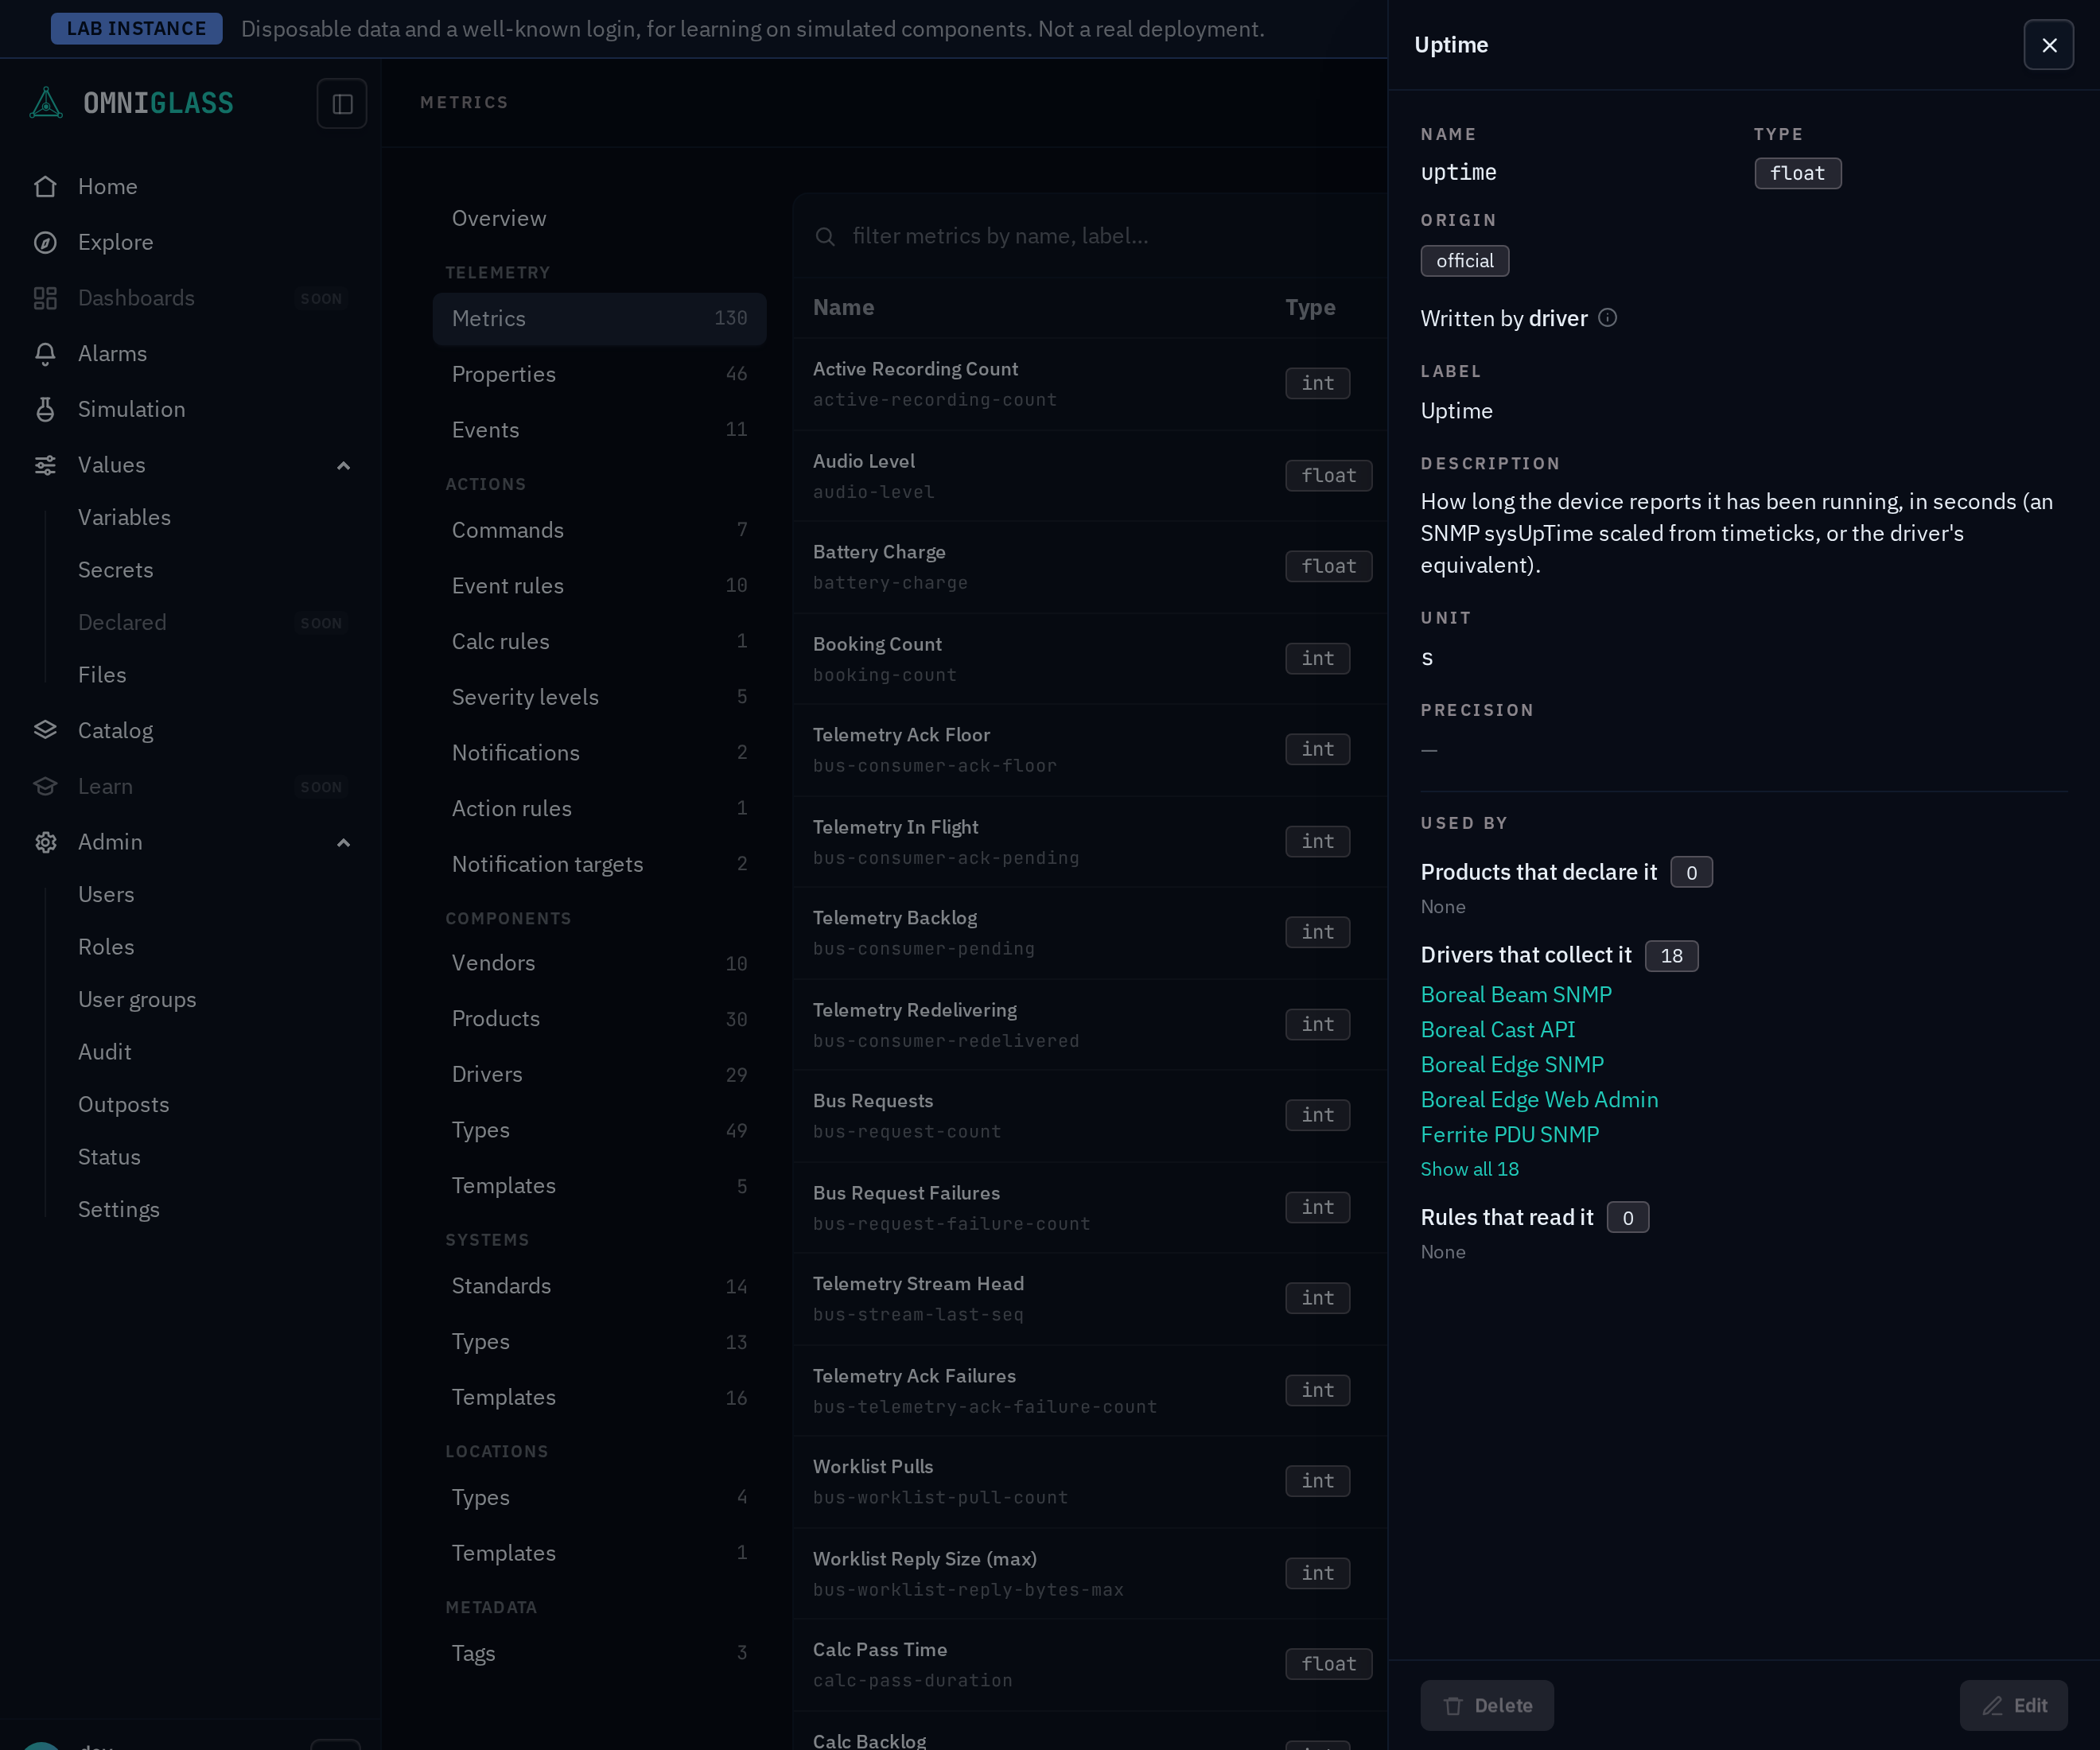 LAB INSTANCE Disposable data and a well-known login, for learning on simulated components. Not a real deployment.
OMNIGLASS
Home
Explore
Dashboards SOON
Alarms
Simulation
Values
Variables
Secrets
Declared SOON
Files
Catalog
Learn SOON
Admin
Users
Roles
User groups
Audit
Outposts
Status
Settings
METRICS
Overview
TELEMETRY
Metrics 130
Properties 46
Events 11
ACTIONS
Commands 7
Event rules 10
Calc rules 1
Severity levels 5
Notifications 2
Action rules 1
Notification targets 2
COMPONENTS
Vendors 10
Products 30
Drivers 29
Types 49
Templates 5
SYSTEMS
Standards 14
Types 13
Templates 16
LOCATIONS
Types 4
Templates 1
METADATA
Tags 3
filter metrics by name, label...
Name Type
Active Recording Count int
active-recording-count
Audio Level float
audio-level
Battery Charge float
battery-charge
Booking Count int
booking-count
Telemetry Ack Floor int
bus-consumer-ack-floor
Telemetry In Flight int
bus-consumer-ack-pending
Telemetry Backlog int
bus-consumer-pending
Telemetry Redelivering int
bus-consumer-redelivered
Bus Requests int
bus-request-count
Bus Request Failures int
bus-request-failure-count
Telemetry Stream Head int
bus-stream-last-seq
Telemetry Ack Failures int
bus-telemetry-ack-failure-count
Worklist Pulls int
bus-worklist-pull-count
Worklist Reply Size (max) int
bus-worklist-reply-bytes-max
Calc Pass Time float
calc-pass-duration
Calc Backlog
Uptime
NAME TYPE
uptime float
ORIGIN
official
Written by driver
LABEL
Uptime
DESCRIPTION
How long the device reports it has been running, in seconds (an
SNMP sysUpTime scaled from timeticks, or the driver's
equivalent).
UNIT
s
PRECISION
—
USED BY
Products that declare it 0
None
Drivers that collect it 18
Boreal Beam SNMP
Boreal Cast API
Boreal Edge SNMP
Boreal Edge Web Admin
Ferrite PDU SNMP
Show all 18
Rules that read it 0
None
Delete Edit